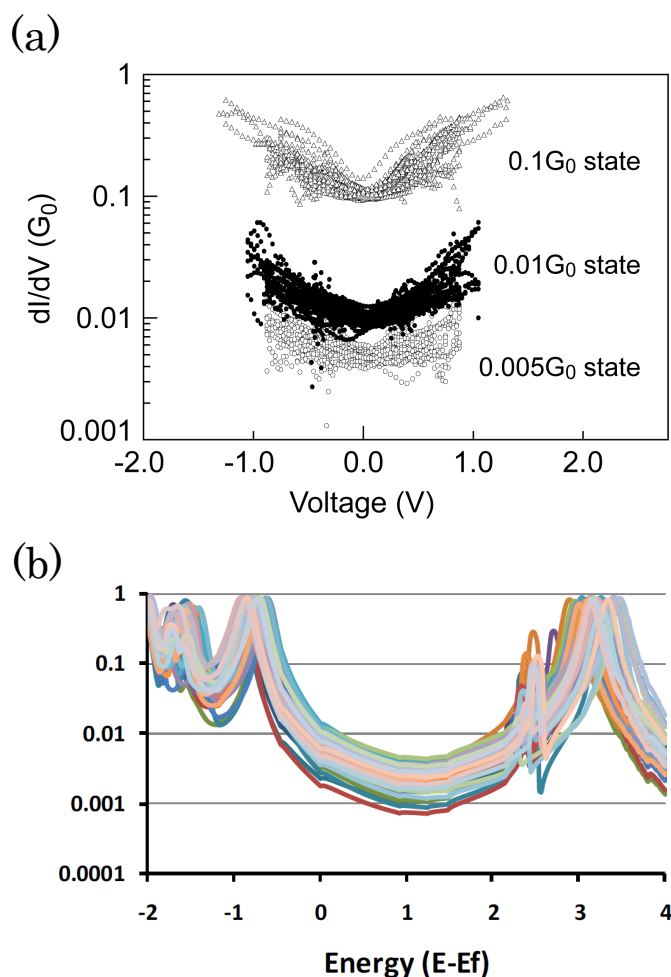 (a)
1
0.1
0.01
0.001
dI/dV (G0)
0.1G0 state
0.01G0 state
0.005G0 state
-2.0 -1.0 0.0 1.0 2.0
Voltage (V)
(b)
1
0.1
0.01
0.001
0.0001
-2 -1 0 1 2 3 4
Energy (E-Ef)